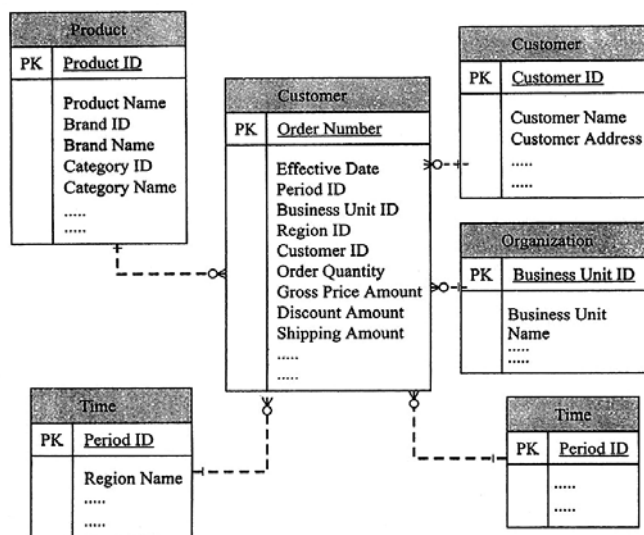 Product
PK Product ID
Product Name
Brand ID
Brand Name
Category ID
Category Name
.....
.....
Customer
PK Order Number
Effective Date
Period ID
Business Unit ID
Region ID
Customer ID
Order Quantity
Gross Price Amount
Discount Amount
Shipping Amount
.....
.....
Customer
PK Customer ID
Customer Name
Customer Address
.....
.....
Organization
PK Business Unit ID
Business Unit
Name
.....
.....
Time
PK Period ID
Region Name
.....
.....
Time
PK Period ID
.....
.....